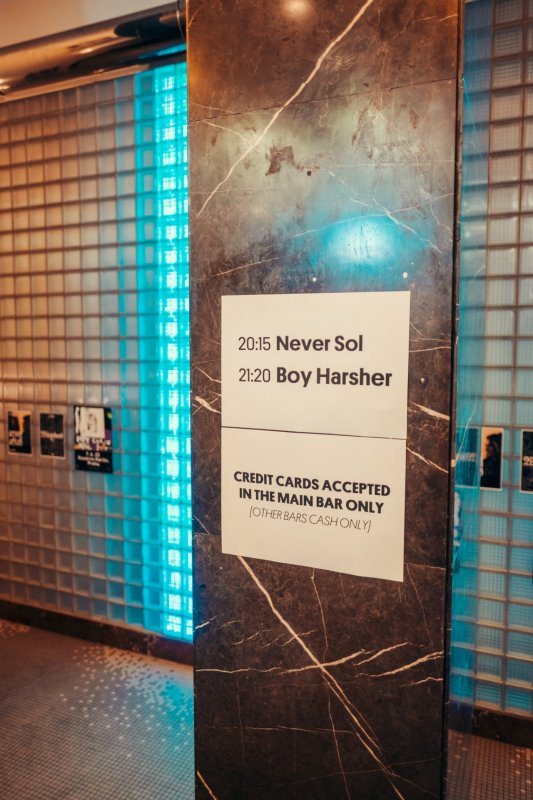 20:15 Never Sol
21:20 Boy Harsher
CREDIT CARDS ACCEPTED
IN THE MAIN BAR ONLY
[OTHER BARS CASH ONLY]